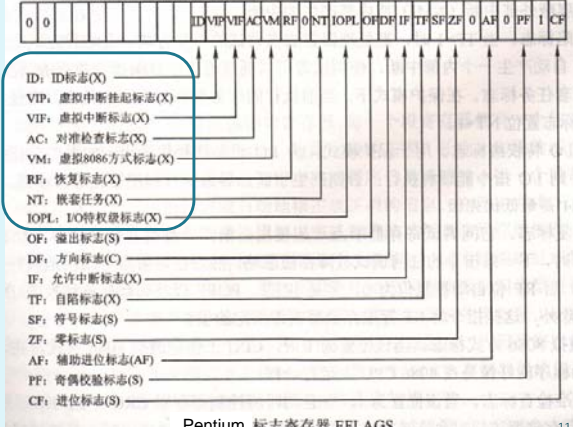 0 0 ID VIP VIF AC VM RF 0 NT IOPL OF DF IF TF SF ZF 0 AF 0 PF 1 CF
ID：ID标志(X)
VIP：虚拟中断挂起标志(X)
VIF：虚拟中断标志(X)
AC：对准检查标志(X)
VM：虚拟8086方式标志(X)
RF：恢复标志(X)
NT：嵌套任务(X)
IOPL：I/O特权级标志(X)
OF：溢出标志(S)
DF：方向标志(C)
IF：允许中断标志(X)
TF：自陷标志(X)
SF：符号标志(S)
ZF：零标志(S)
AF：辅助进位标志(AF)
PF：奇偶校验标志(S)
CF：进位标志(S)
Pentium 标志寄存器 EFLAGS
11